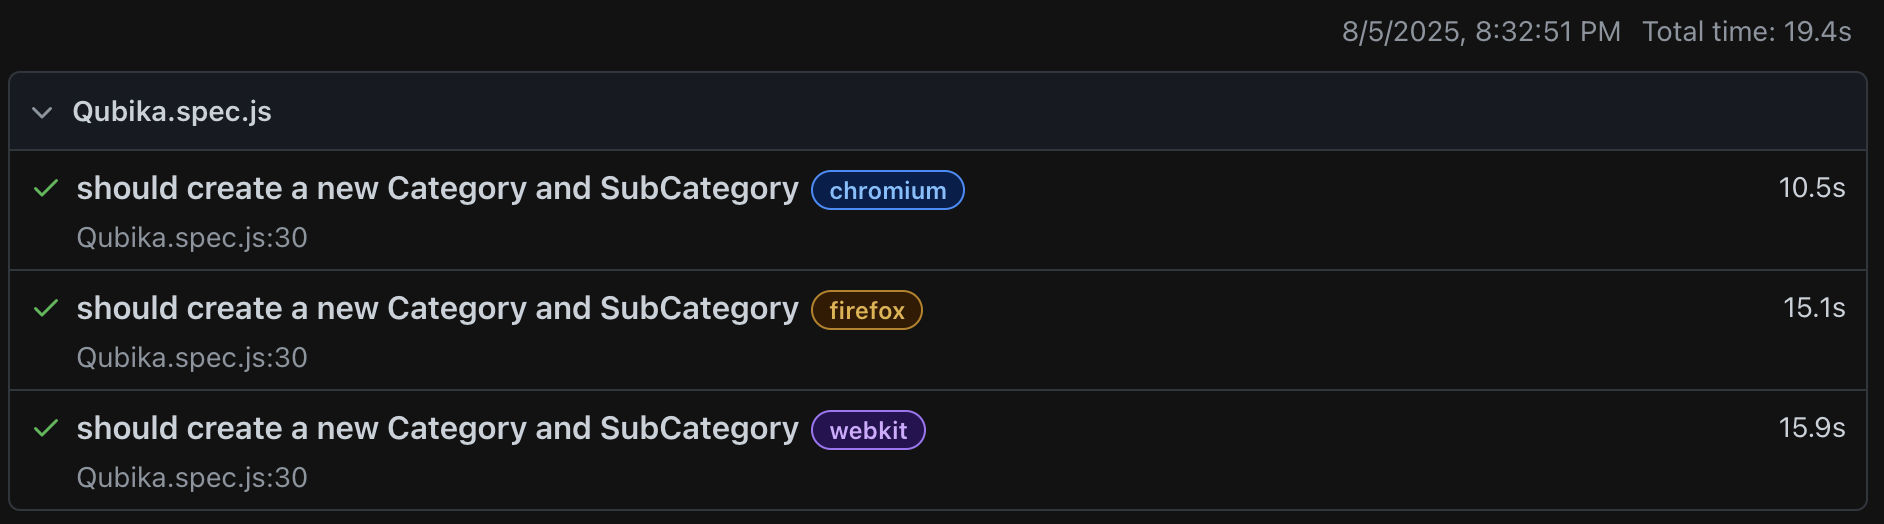 8/5/2025, 8:32:51 PM Total time: 19.4s
Qubika.spec.js
should create a new Category and SubCategory chromium 10.5s
Qubika.spec.js:30
should create a new Category and SubCategory firefox 15.1s
Qubika.spec.js:30
should create a new Category and SubCategory webkit 15.9s
Qubika.spec.js:30